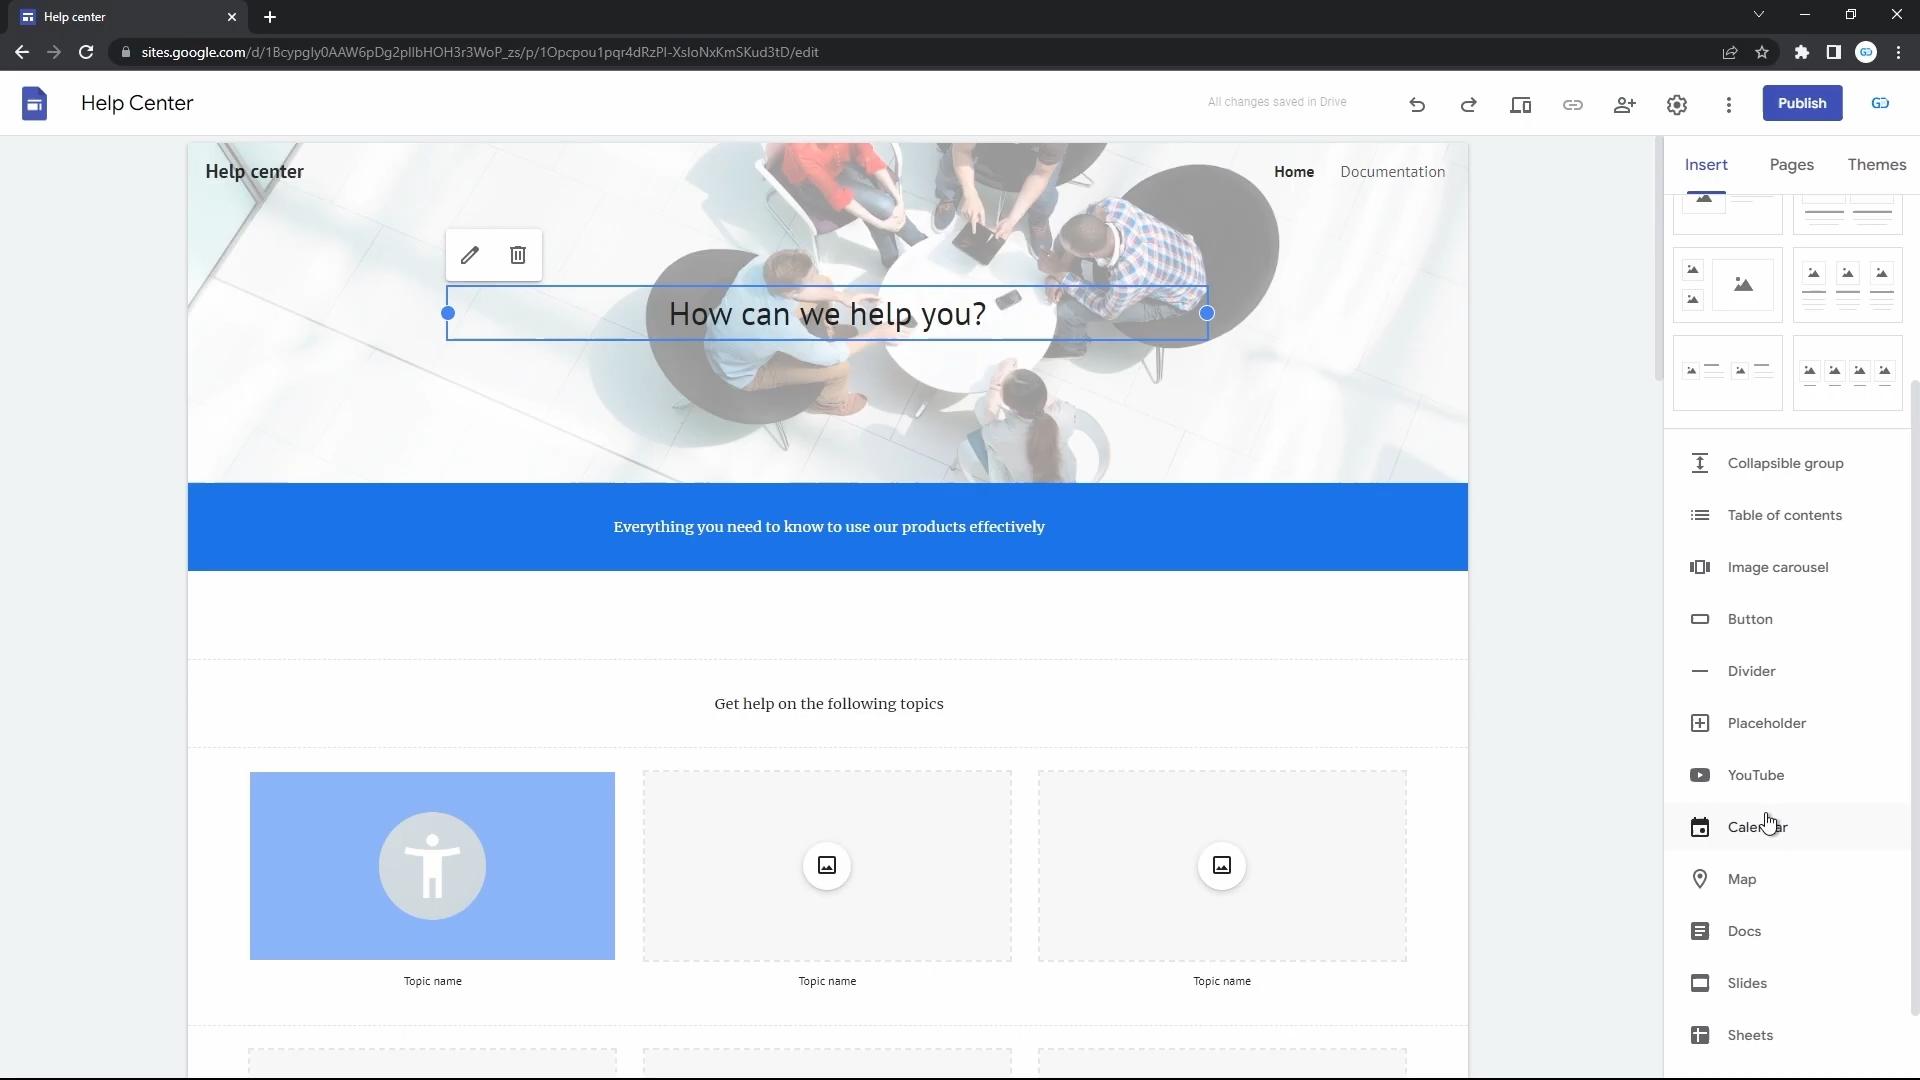 Help center
sites.google.com/d/1Bcypgly0AAW6pDg2pIlbHOH3r3WoP_zs/p/1Opcpou1pqr4dRzPI-XsIoNxKmSKud3tD/edit
Help Center
All changes saved in Drive
Publish
Insert
Pages
Themes
Help center
Home
Documentation
How can we help you?
Everything you need to know to use our products effectively
Get help on the following topics
Topic name
Topic name
Topic name
Collapsible group
Table of contents
Image carousel
Button
Divider
Placeholder
YouTube
Calendar
Map
Docs
Slides
Sheets